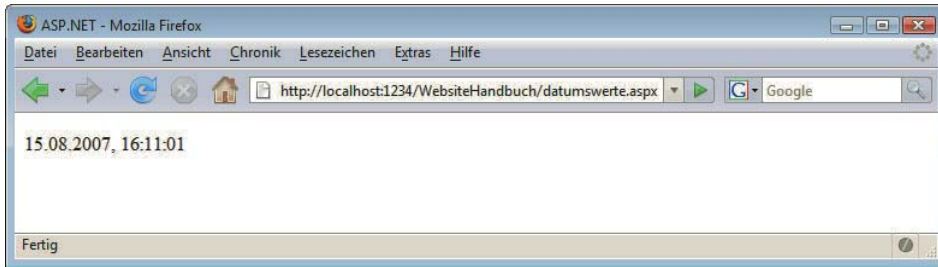 ASP.NET - Mozilla Firefox
Datei Bearbeiten Ansicht Chronik Lesezeichen Extras Hilfe
http://localhost:1234/WebsiteHandbuch/datumswerte.aspx G Google
15.08.2007, 16:11:01
Fertig